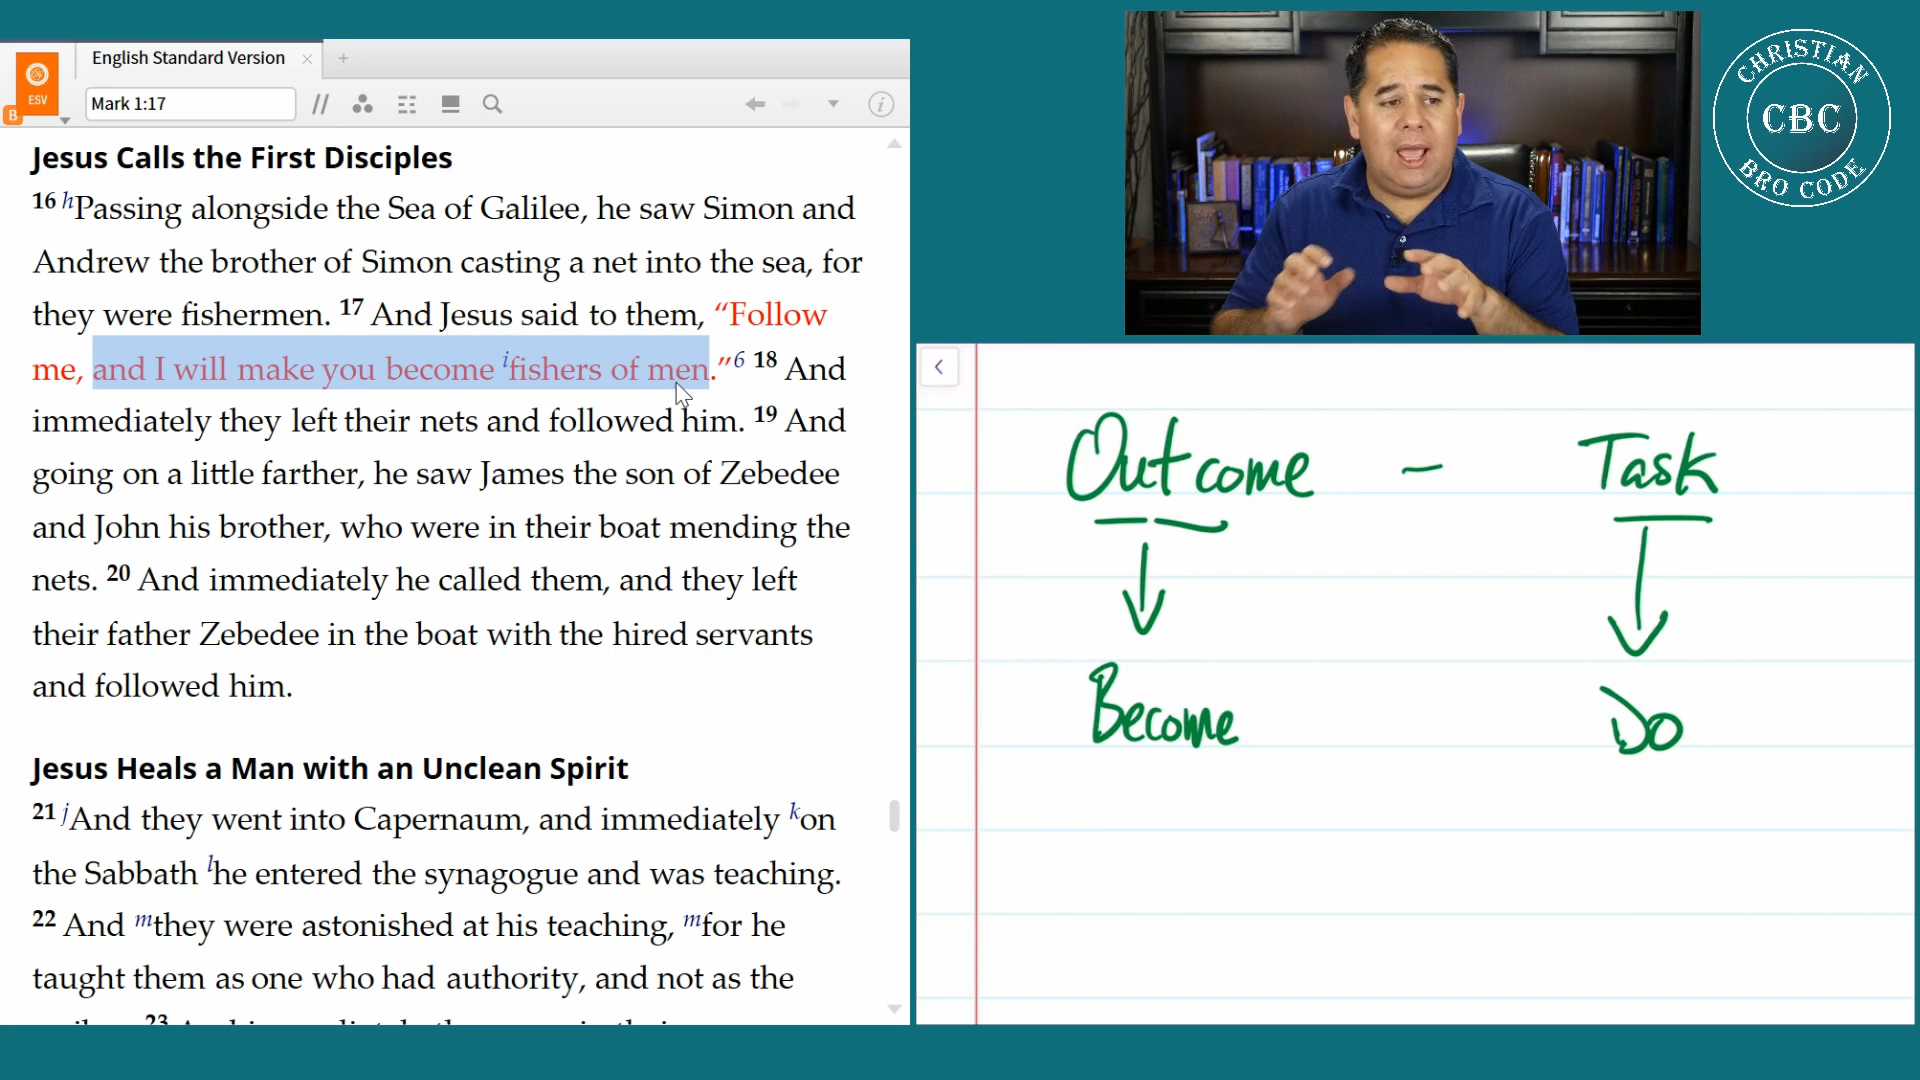 English Standard Version
ESV
B
Mark 1:17
Jesus Calls the First Disciples
16 hPassing alongside the Sea of Galilee, he saw Simon and
Andrew the brother of Simon casting a net into the sea, for
they were fishermen. 17 And Jesus said to them, “Follow
me, and I will make you become ifishers of men.”6 18 And
immediately they left their nets and followed him. 19 And
going on a little farther, he saw James the son of Zebedee
and John his brother, who were in their boat mending the
nets. 20 And immediately he called them, and they left
their father Zebedee in the boat with the hired servants
and followed him.
Jesus Heals a Man with an Unclean Spirit
21 jAnd they went into Capernaum, and immediately kon
the Sabbath lhe entered the synagogue and was teaching.
22 And mthey were astonished at his teaching, mfor he
taught them as one who had authority, and not as the
23
CHRISTIAN
CBC
BRO CODE
Outcome - Task
Become Do